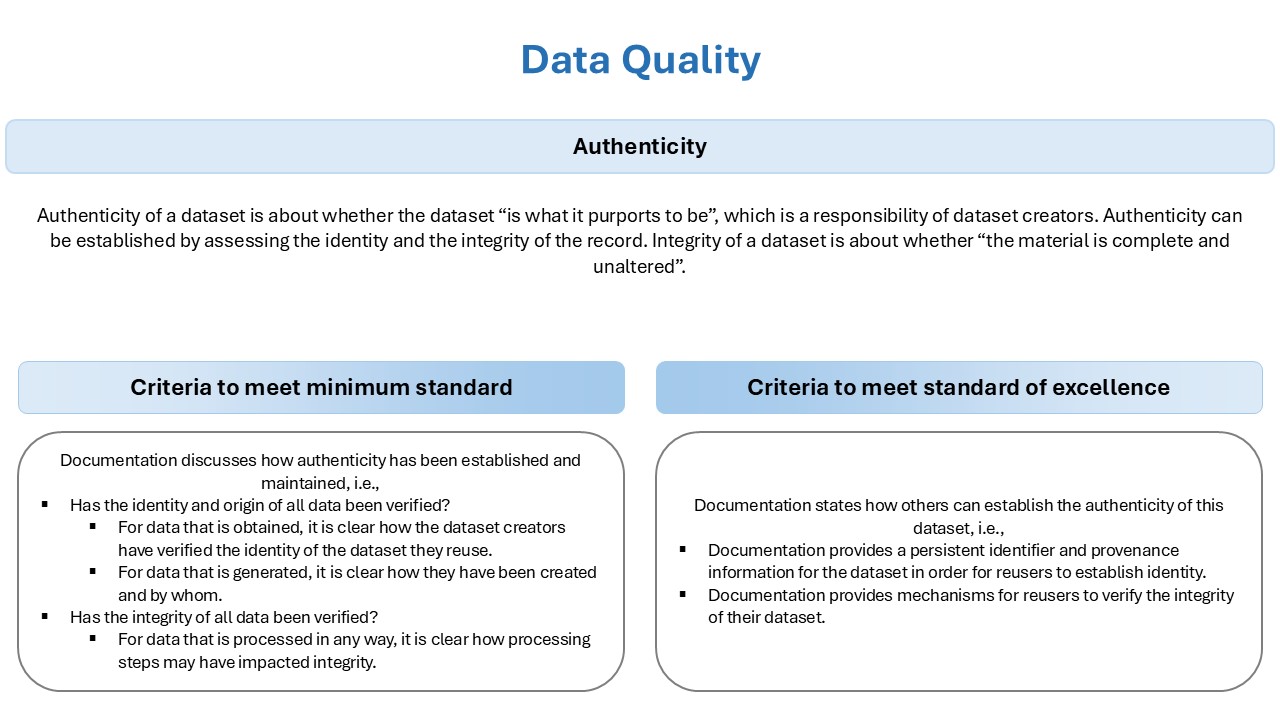 Data Quality
Authenticity
Authenticity of a dataset is about whether the dataset “is what it purports to be”, which is a responsibility of dataset creators. Authenticity can
be established by assessing the identity and the integrity of the record. Integrity of a dataset is about whether “the material is complete and
unaltered”.
Criteria to meet minimum standard
Documentation discusses how authenticity has been established and
maintained, i.e.,
▪ Has the identity and origin of all data been verified?
▪ For data that is obtained, it is clear how the dataset creators
have verified the identity of the dataset they reuse.
▪ For data that is generated, it is clear how they have been created
and by whom.
▪ Has the integrity of all data been verified?
▪ For data that is processed in any way, it is clear how processing
steps may have impacted integrity.
Criteria to meet standard of excellence
Documentation states how others can establish the authenticity of this
dataset, i.e.,
▪ Documentation provides a persistent identifier and provenance
information for the dataset in order for reusers to establish identity.
▪ Documentation provides mechanisms for reusers to verify the integrity
of their dataset.